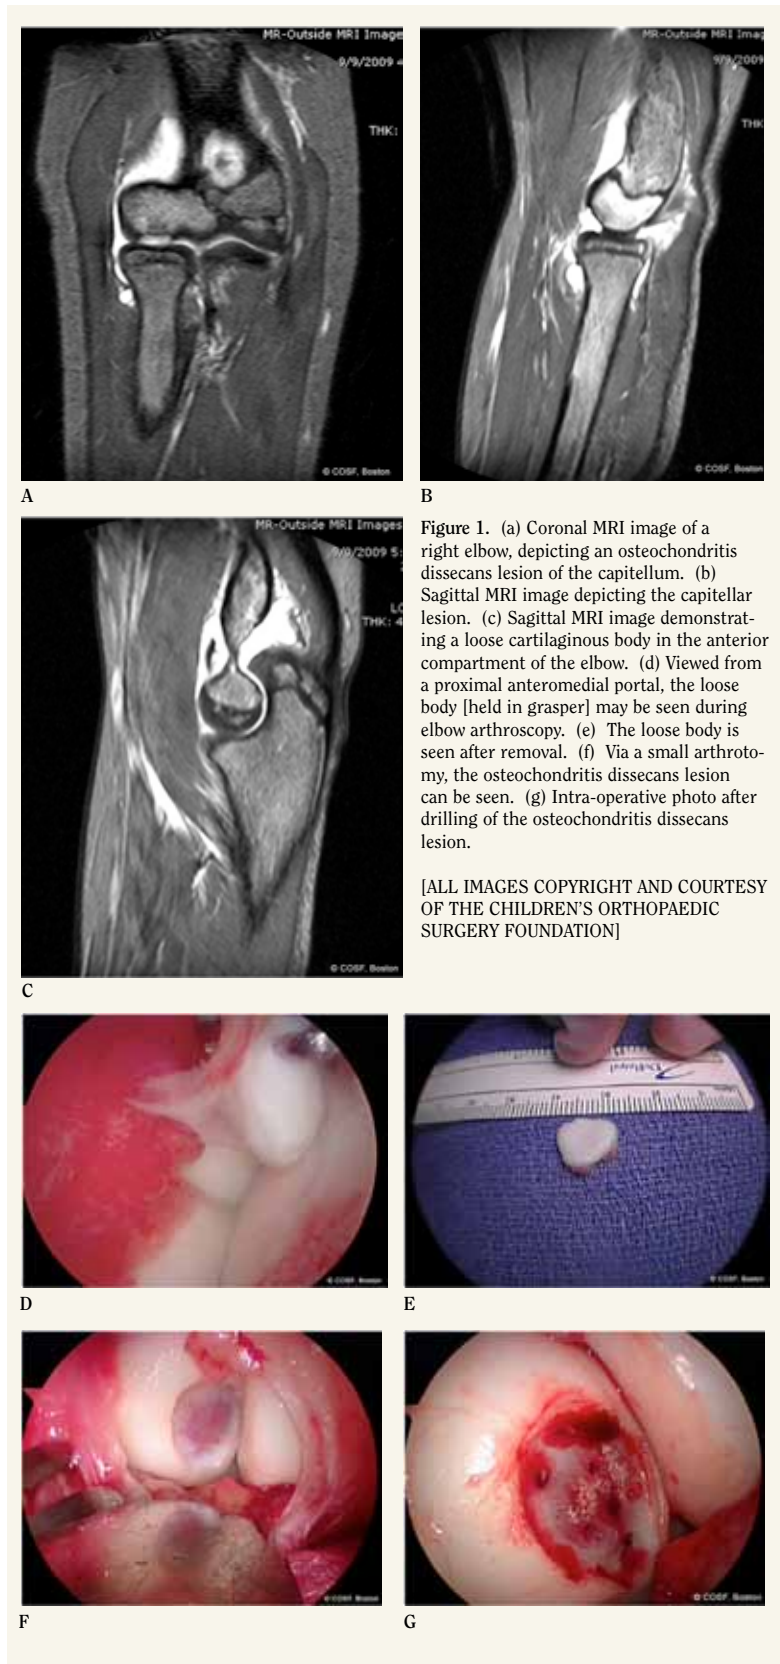 MR-Outside MRI Image
9/9/2009 4
THK:
© COSF, Boston
A
MR-Outside MRI Imag
9/9/2009
THK
© COSF, Boston
B
MR-Outside MRI Images
9/9/2009 5:
LO
THK: 4
© COSF, Boston
C
Figure 1. (a) Coronal MRI image of a
right elbow, depicting an osteochondritis
dissecans lesion of the capitellum. (b)
Sagittal MRI image depicting the capitellar
lesion. (c) Sagittal MRI image demonstrat-
ing a loose cartilaginous body in the anterior
compartment of the elbow. (d) Viewed from
a proximal anteromedial portal, the loose
body [held in grasper] may be seen during
elbow arthroscopy. (e) The loose body is
seen after removal. (f) Via a small arthroto-
my, the osteochondritis dissecans lesion
can be seen. (g) Intra-operative photo after
drilling of the osteochondritis dissecans
lesion.
[ALL IMAGES COPYRIGHT AND COURTESY
OF THE CHILDREN'S ORTHOPAEDIC
SURGERY FOUNDATION]
© COSF, Boston
D
© COSF, Boston
E
© COSF, Boston
F
© COSF, Boston
G